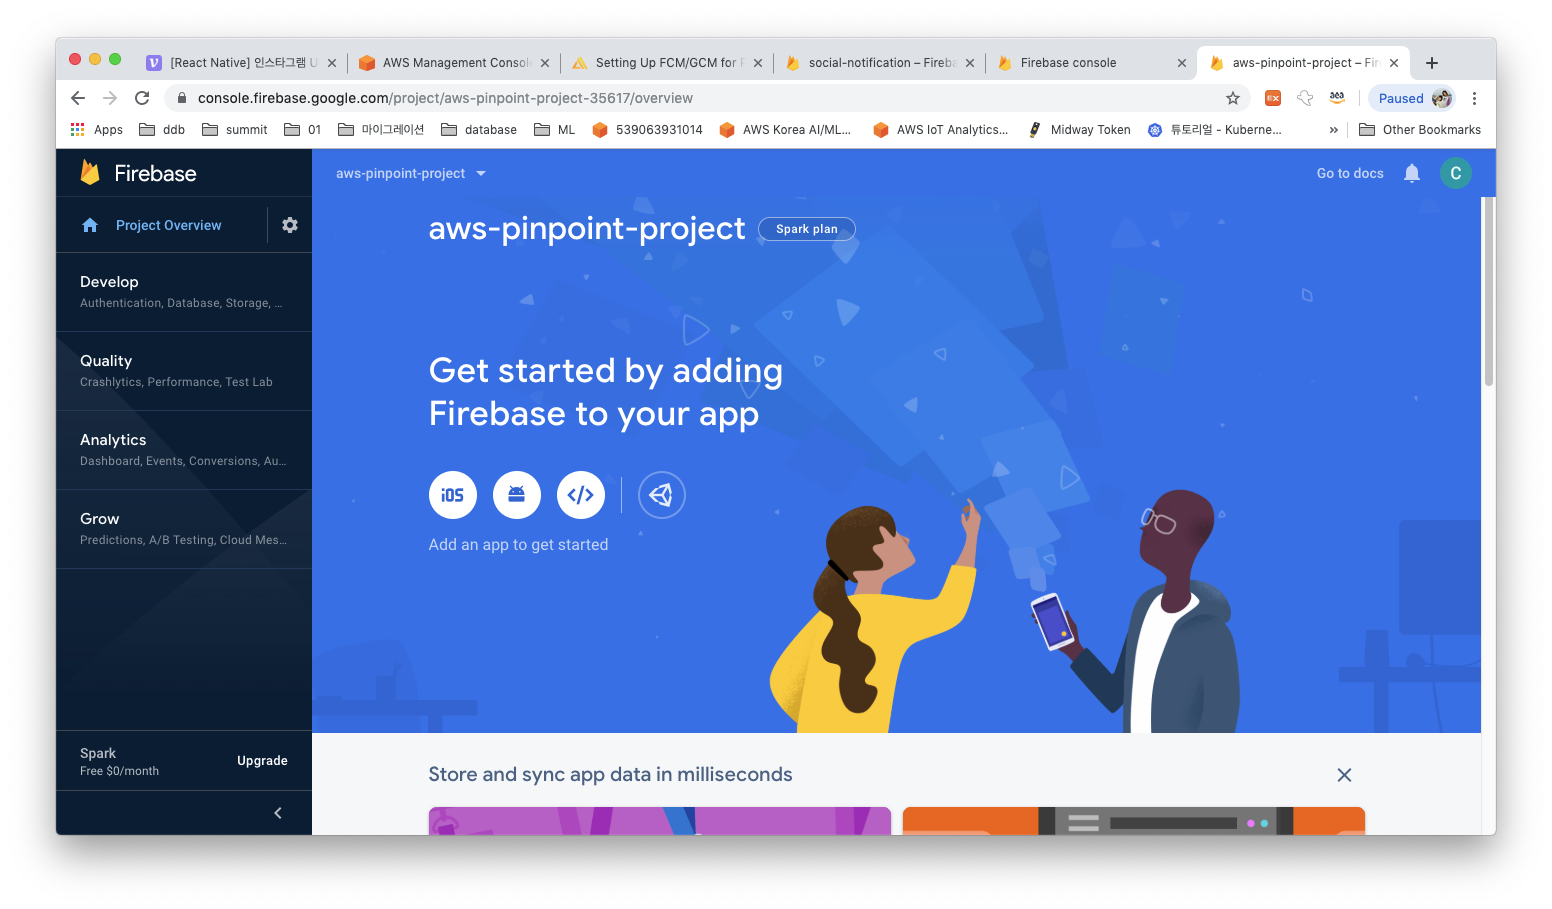 [React Native] 인스타그램 U
AWS Management Console
Setting Up FCM/GCM for
social-notification – Fireba
Firebase console
aws-pinpoint-project – Fire
console.firebase.google.com/project/aws-pinpoint-project-35617/overview
EX
aea
Paused
Apps
ddb
summit
01
마이그레이션
database
ML
539063931014
AWS Korea AI/ML...
AWS IoT Analytics...
Midway Token
튜토리얼 - Kuberne...
»
Other Bookmarks
Firebase
aws-pinpoint-project
Go to docs
C
Project Overview
aws-pinpoint-project
Spark plan
Develop
Authentication, Database, Storage, ...
Quality
Crashlytics, Performance, Test Lab
Analytics
Dashboard, Events, Conversions, Au...
Grow
Predictions, A/B Testing, Cloud Mes...
Get started by adding
Firebase to your app
iOS
</>
Add an app to get started
Spark
Free $0/month
Upgrade
Store and sync app data in milliseconds